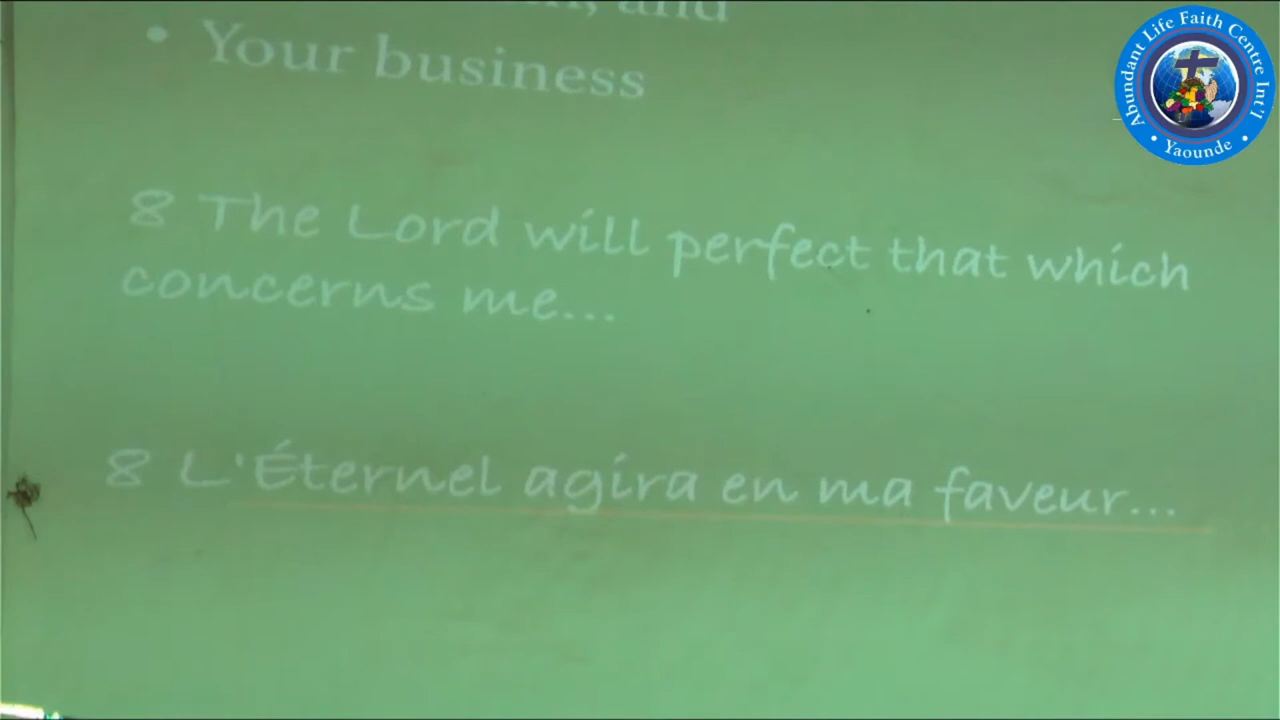 and
• Your business
8 The Lord will perfect that which
concerns me...
8 L'Éternel agira en ma faveur...
Abundant Life Faith Centre Int'l
• Yaounde •